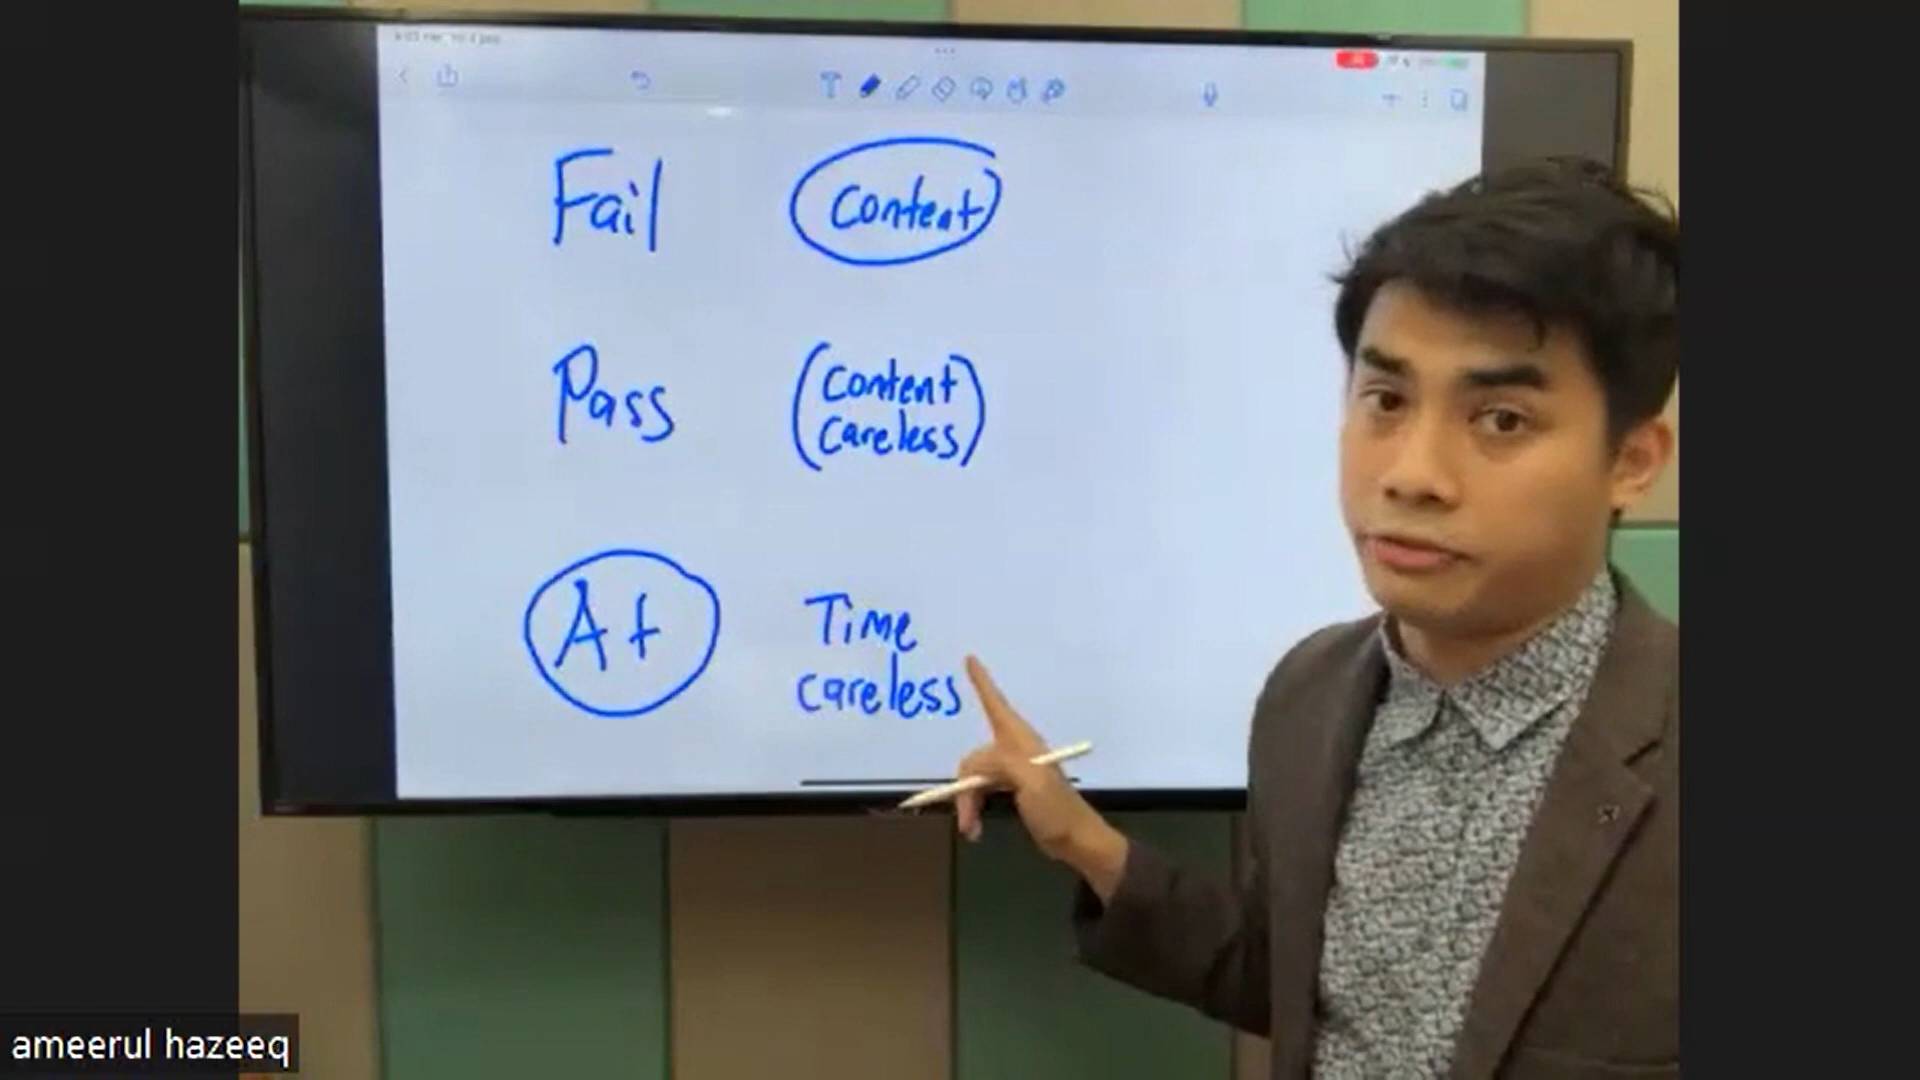 Fail Content
Pass (Content
Careless)
A+ Time
careless
ameerul hazeeq